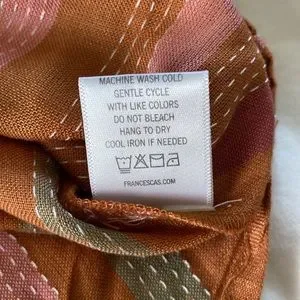 MACHINE WASH COLD
GENTLE CYCLE
WITH LIKE COLORS
DO NOT BLEACH
HANG TO DRY
COOL IRON IF NEEDED
FRANCESCAS.COM